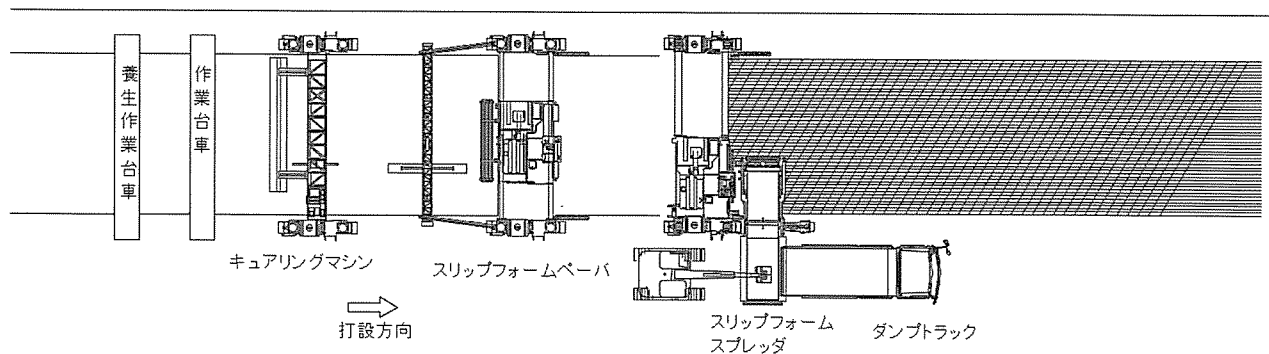 養生作業台車
作業台車
キュアリングマシン
スリップフォームペーバ
打設方向
スリップフォーム
スプレッダ
ダンプトラック